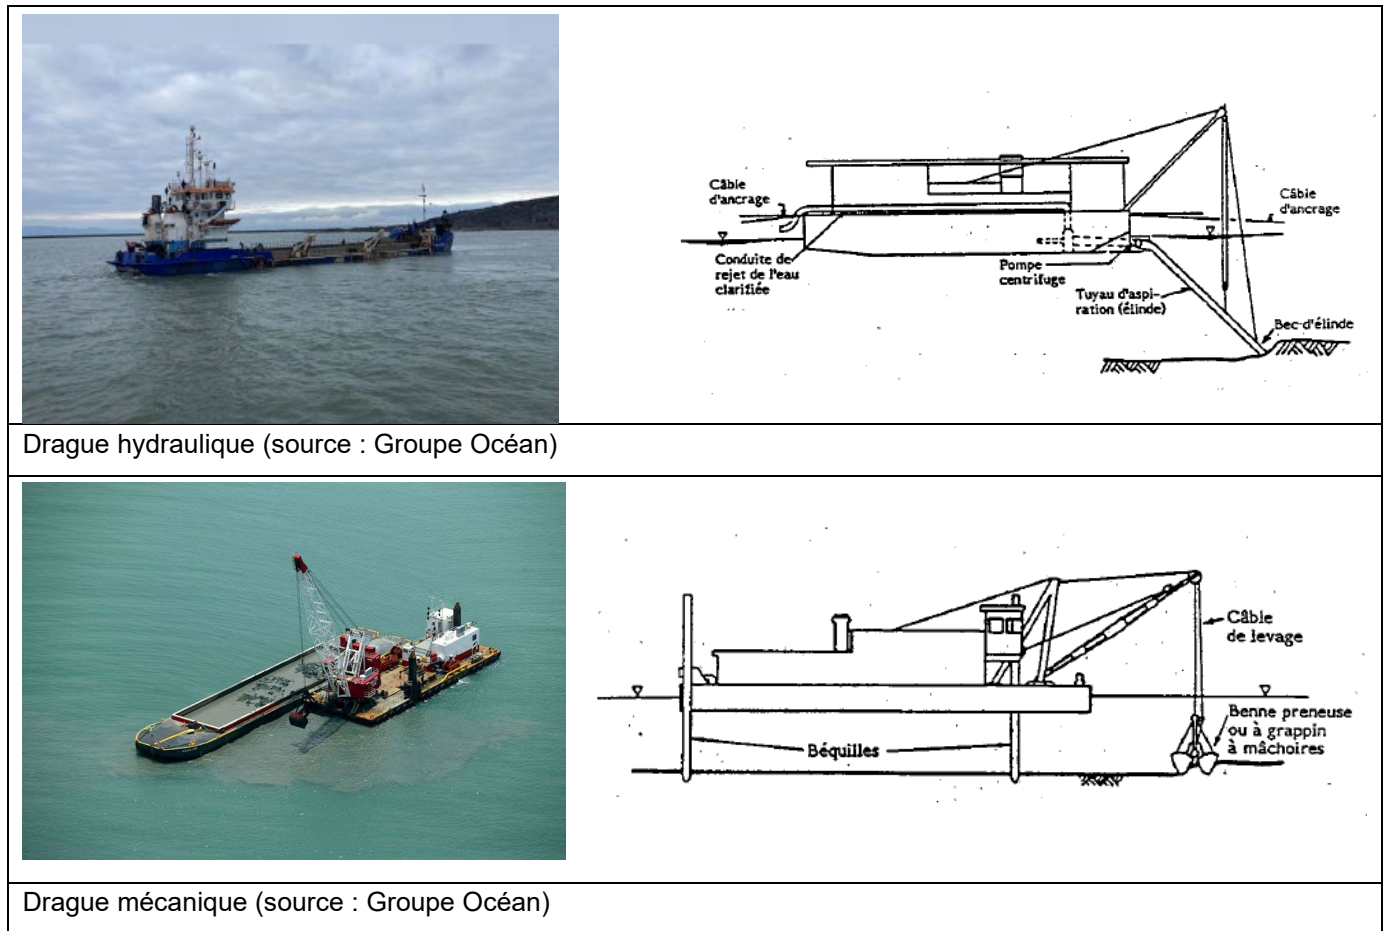 Câble
d'ancrage
Câble
d'ancrage
Conduite de
rejet de l'eau
clarifiée
Pompe
centrifuge
Tuyau d'aspi-
ration (élinde)
Bec d'élinde
Drague hydraulique (source : Groupe Océan)
Câble
de levage
Benne preneuse
ou à grappin
à mâchoires
Béquilles
Drague mécanique (source : Groupe Océan)